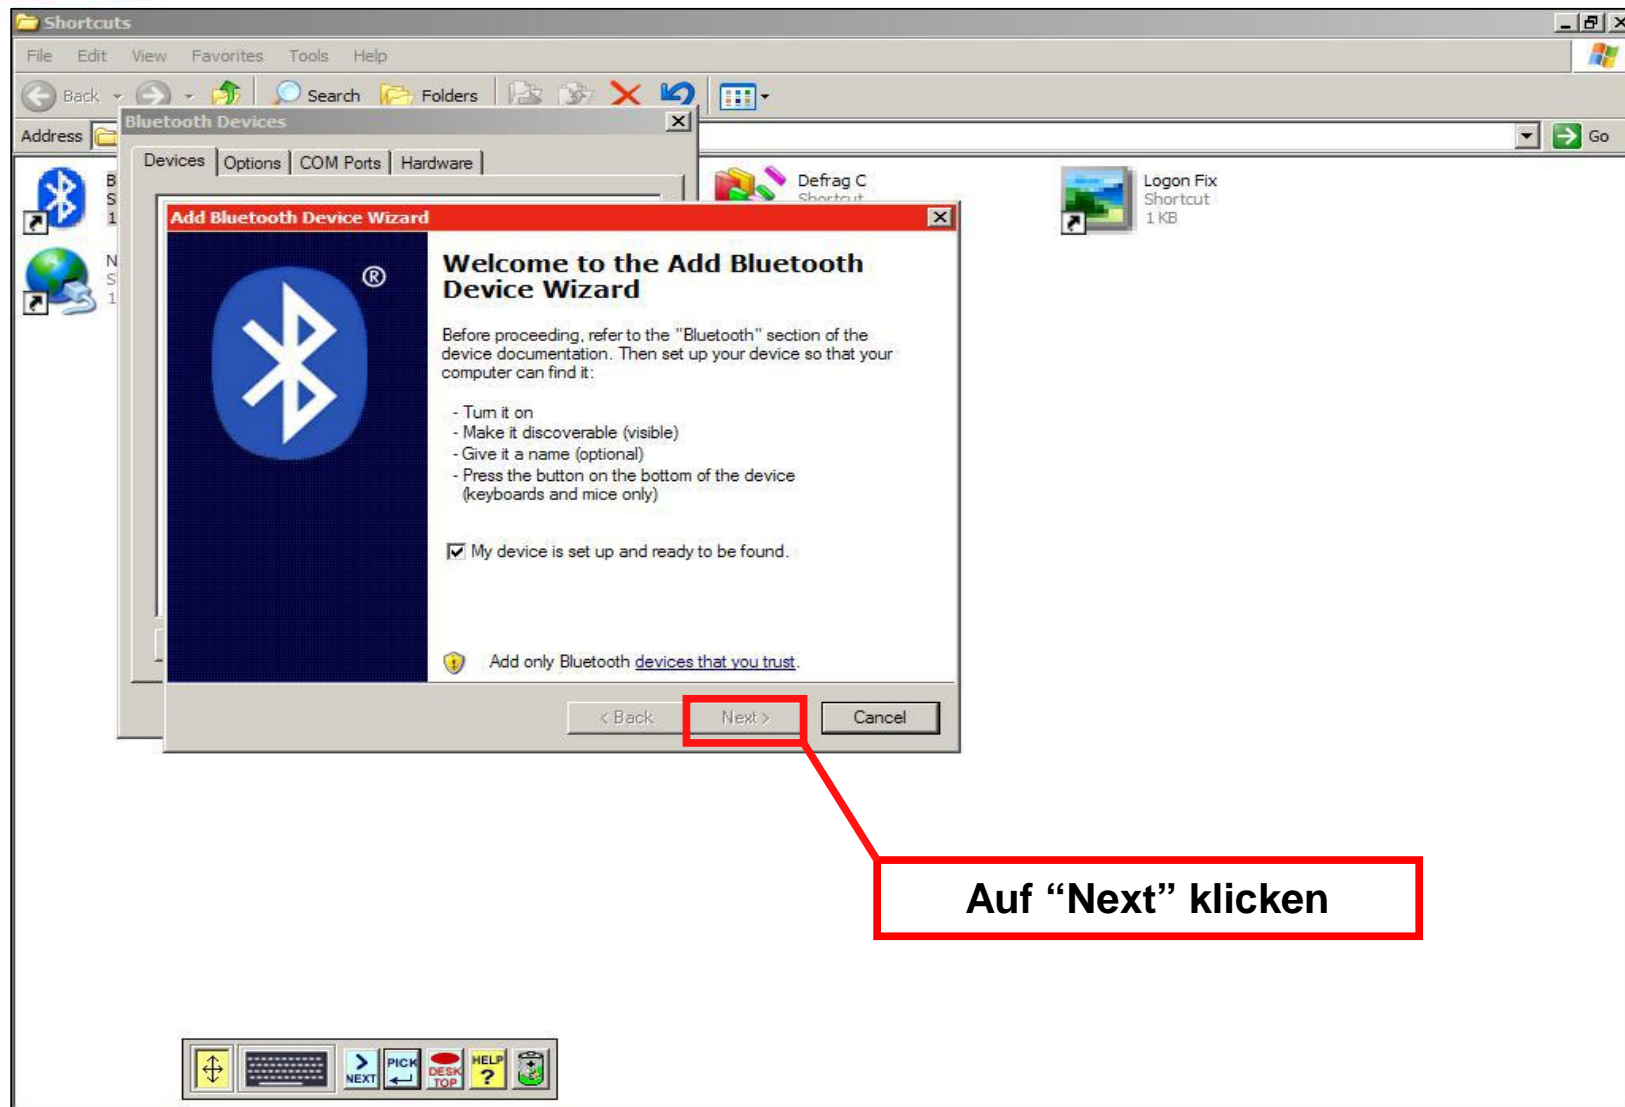 Shortcuts
File Edit View Favorites Tools Help
Back Search Folders
Address Go
Bluetooth Devices
Devices Options COM Ports Hardware
B
S
1
N
S
1
Defrag C
Shortcut
Logon Fix
Shortcut
1 KB
Add Bluetooth Device Wizard
®
Welcome to the Add Bluetooth
Device Wizard
Before proceeding, refer to the "Bluetooth" section of the
device documentation. Then set up your device so that your
computer can find it:
- Turn it on
- Make it discoverable (visible)
- Give it a name (optional)
- Press the button on the bottom of the device
(keyboards and mice only)
My device is set up and ready to be found.
Add only Bluetooth devices that you trust.
< Back Next > Cancel
Auf “Next” klicken
> NEXT PICK DESK TOP HELP ?